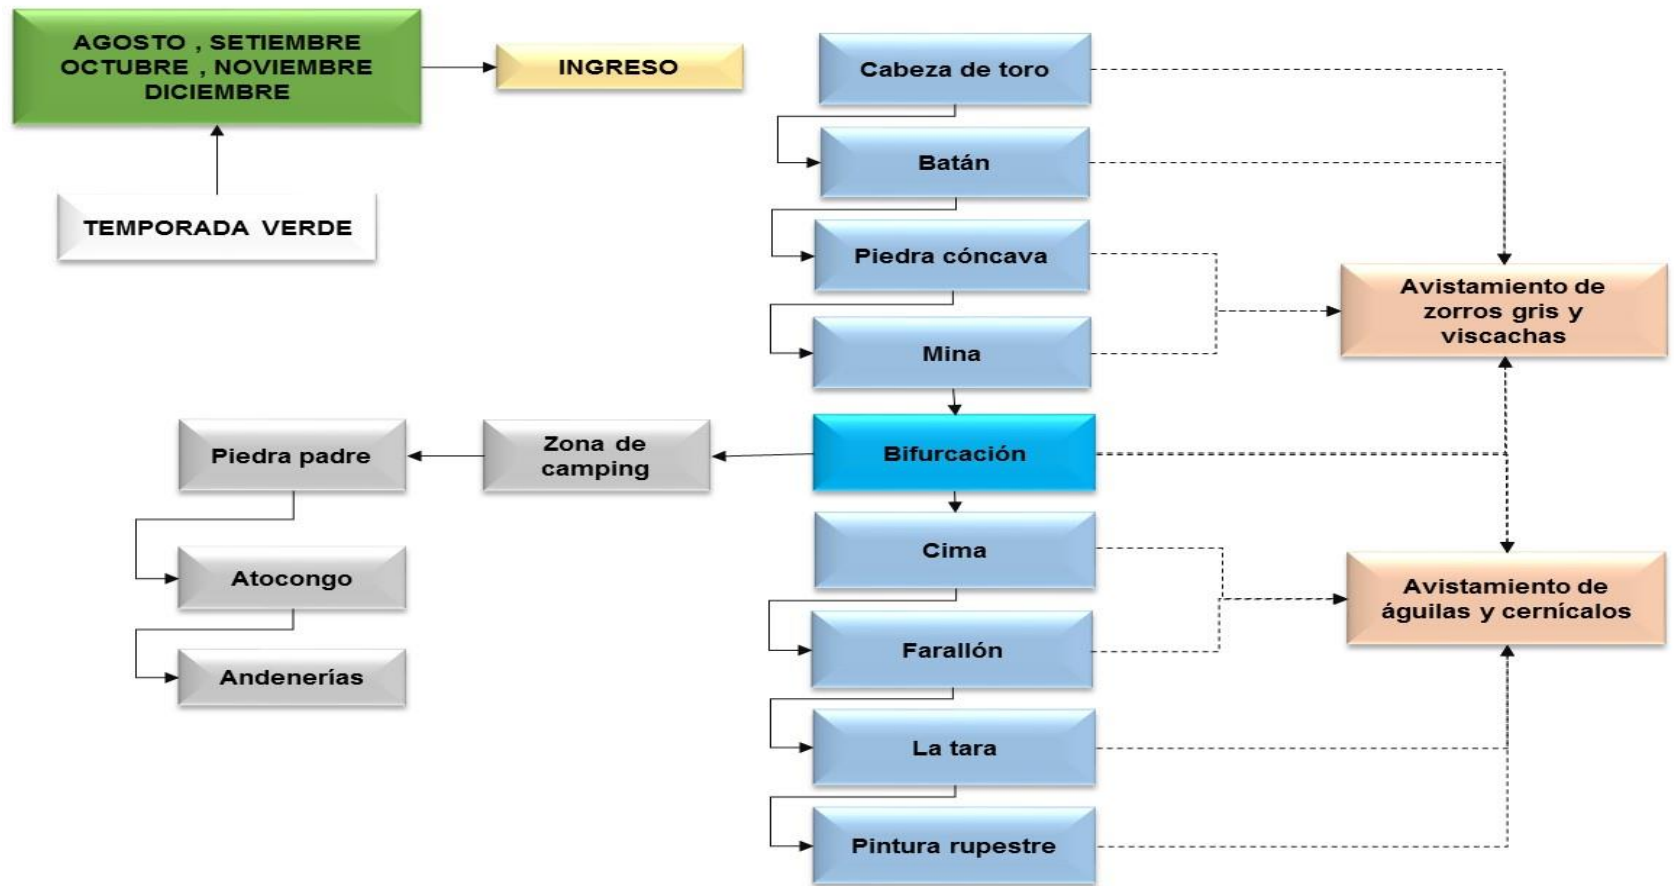 AGOSTO , SETIEMBRE
OCTUBRE , NOVIEMBRE
DICIEMBRE
INGRESO
TEMPORADA VERDE
Cabeza de toro
Batán
Piedra cóncava
Mina
Bifurcación
Zona de
camping
Piedra padre
Atocongo
Andenerías
Cima
Farallón
La tara
Pintura rupestre
Avistamiento de
zorros gris y
viscachas
Avistamiento de
águilas y cernícalos